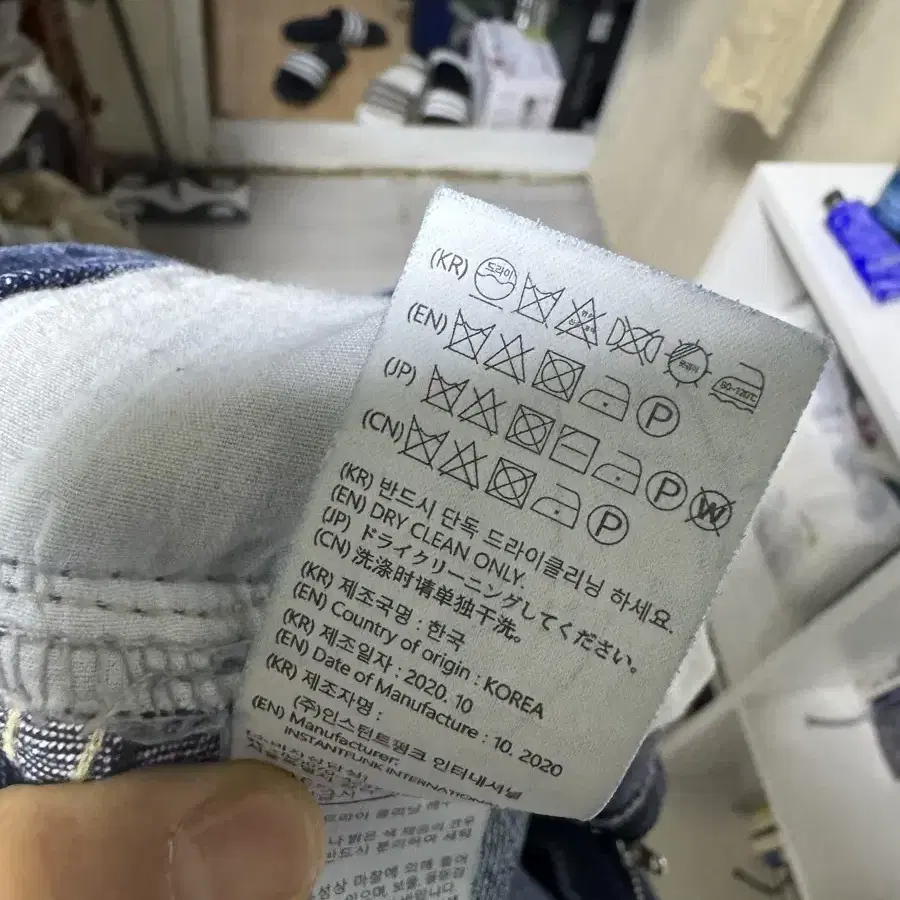 (KR) 드라이 80~120℃
(EN) P
(JP) P W
(CN) P
(KR) 반드시 단독 드라이클리닝 하세요.
(EN) DRY CLEAN ONLY
(JP) ドライクリーニングしてください。
(CN) 洗涤时请单独干洗。
(KR) 제조국명 : 한국
(EN) Country of origin : KOREA
(KR) 제조일자 : 2020. 10
(EN) Date of Manufacture : 10. 2020
(KR) 제조자명 :
(주)인스턴트펑크 인터내셔널
(EN) Manufacturer:
INSTANTFUNK INTERNATIONAL